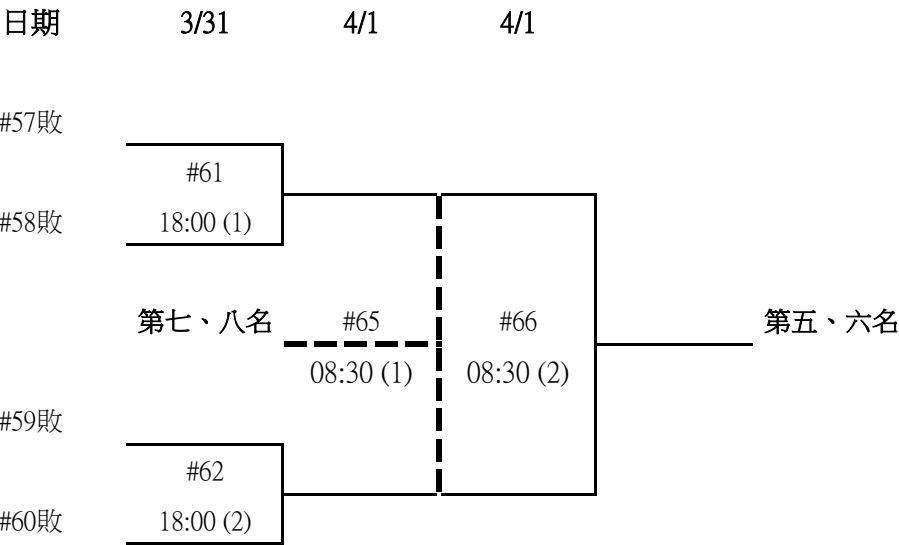 日期 3/31 4/1 4/1
#57敗
#61
#58敗 18:00 (1)
第七、八名 #65 #66 第五、六名
08:30 (1) 08:30 (2)
#59敗
#62
#60敗 18:00 (2)